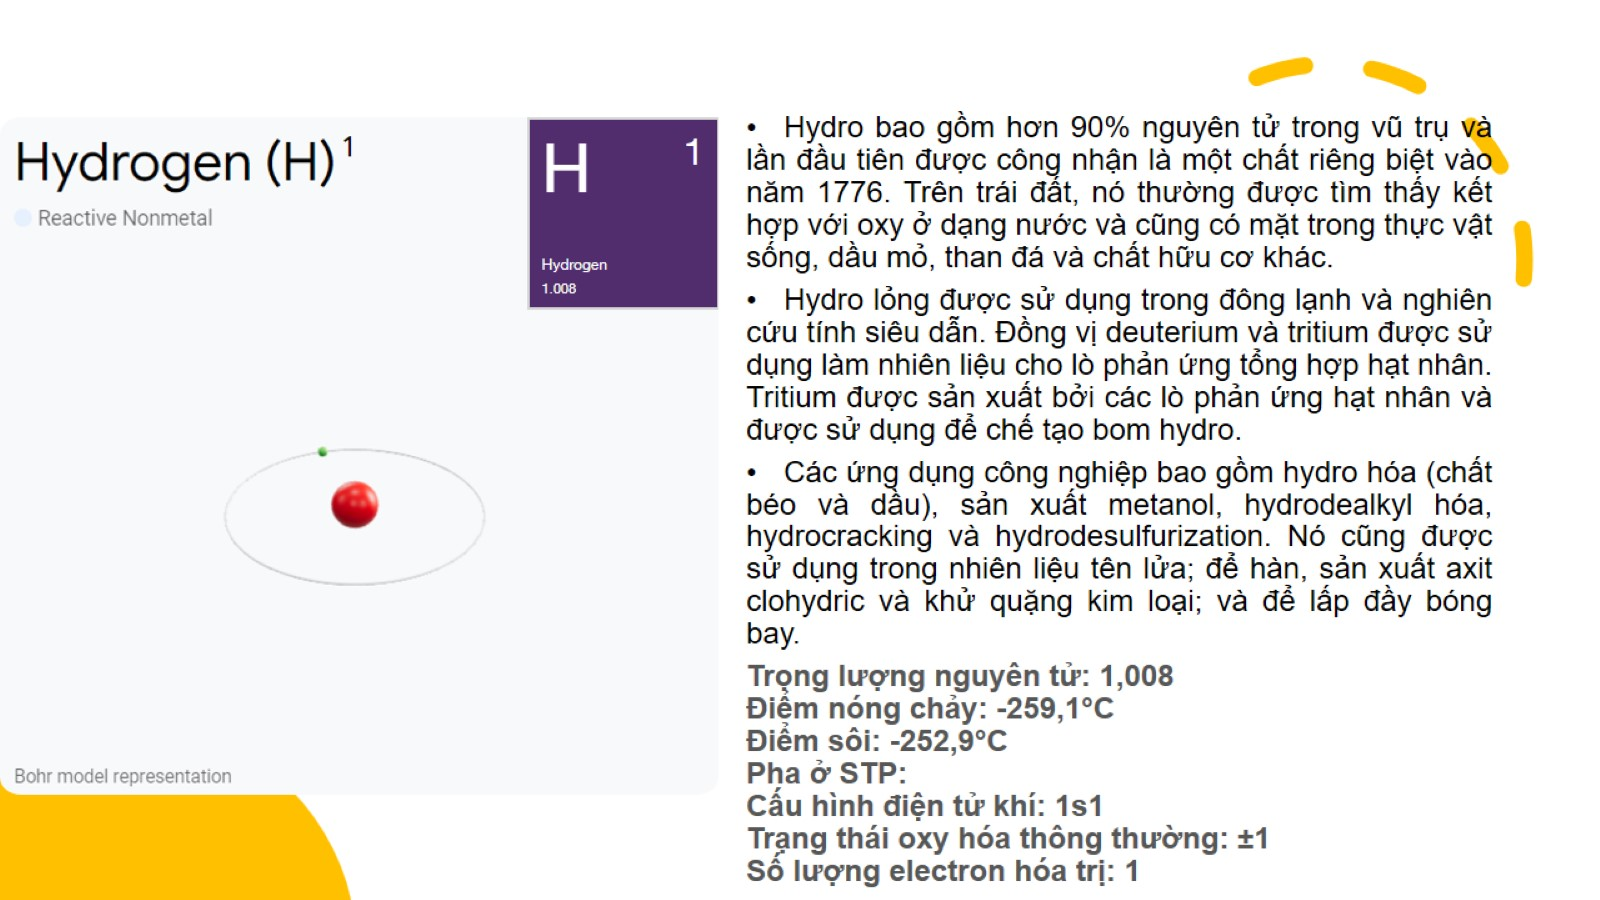 Hydrogen (H)¹
Reactive Nonmetal
H
1
Hydrogen
1.008
Bohr model representation
• Hydro bao gồm hơn 90% nguyên tử trong vũ trụ và
lần đầu tiên được công nhận là một chất riêng biệt vào
năm 1776. Trên trái đất, nó thường được tìm thấy kết
hợp với oxy ở dạng nước và cũng có mặt trong thực vật
sống, dầu mỏ, than đá và chất hữu cơ khác.
• Hydro lỏng được sử dụng trong đông lạnh và nghiên
cứu tính siêu dẫn. Đồng vị deuterium và tritium được sử
dụng làm nhiên liệu cho lò phản ứng tổng hợp hạt nhân.
Tritium được sản xuất bởi các lò phản ứng hạt nhân và
được sử dụng để chế tạo bom hydro.
• Các ứng dụng công nghiệp bao gồm hydro hóa (chất
béo và dầu), sản xuất metanol, hydrodealkyl hóa,
hydrocracking và hydrodesulfurization. Nó cũng được
sử dụng trong nhiên liệu tên lửa; để hàn, sản xuất axit
clohydric và khử quặng kim loại; và để lấp đầy bóng
bay.
Trọng lượng nguyên tử: 1,008
Điểm nóng chảy: -259,1°C
Điểm sôi: -252,9°C
Pha ở STP:
Cấu hình điện tử khí: 1s1
Trạng thái oxy hóa thông thường: ±1
Số lượng electron hóa trị: 1